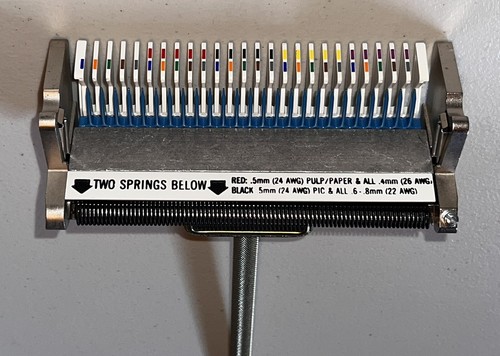 TWO SPRINGS BELOW
RED: .5mm (24 AWG) PULP/PAPER & ALL .4mm (26 AWG)
BLACK .5mm (24 AWG) PIC & ALL .6-.8mm (22 AWG)